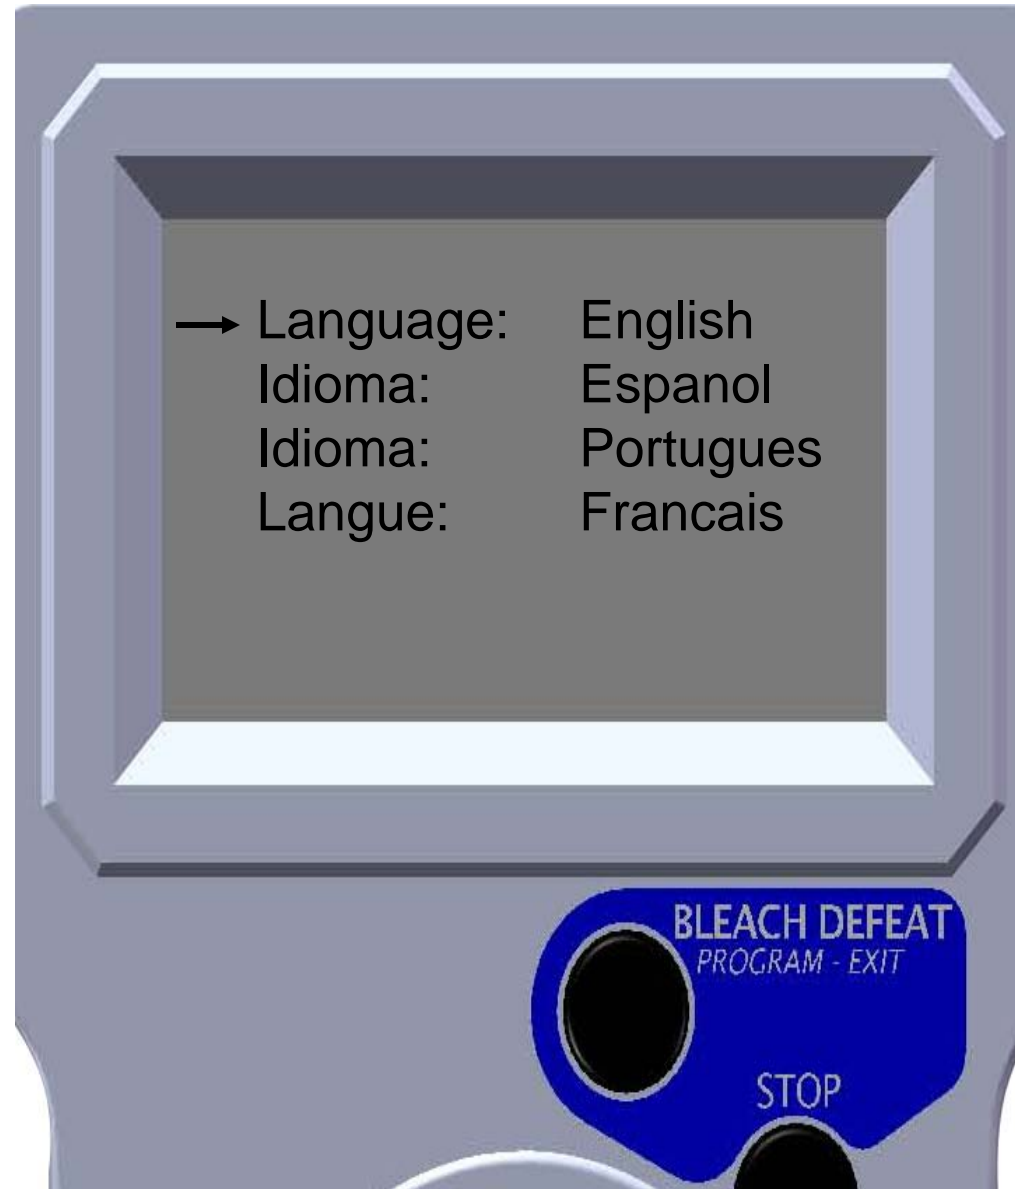 Language: English
Idioma: Espanol
Idioma: Portugues
Langue: Francais
BLEACH DEFEAT
PROGRAM - EXIT
STOP